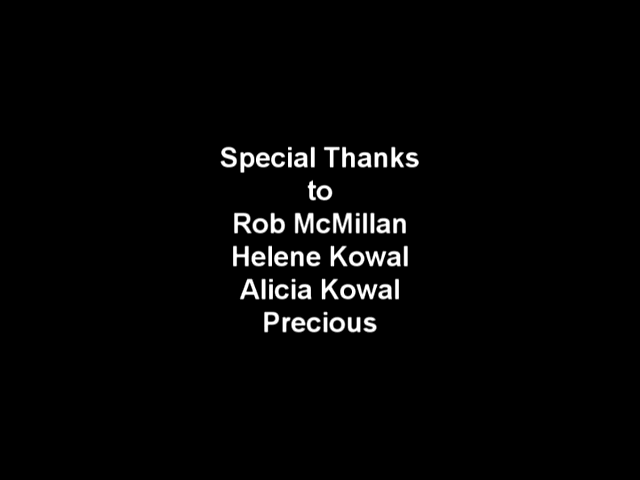 Special Thanks
to
Rob McMillan
Helene Kowal
Alicia Kowal
Precious